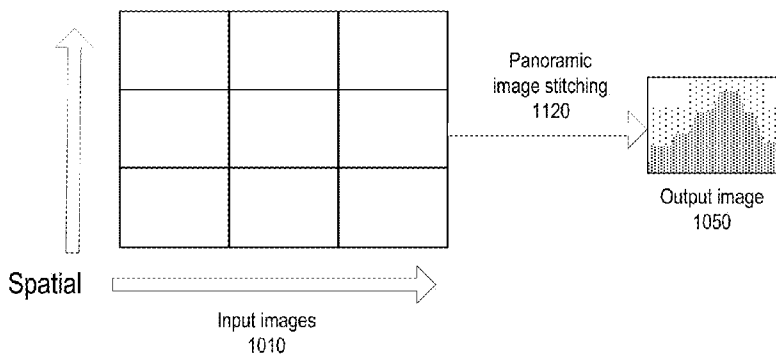 Panoramic
image stitching
1120
Output image
1050
Spatial
Input images
1010